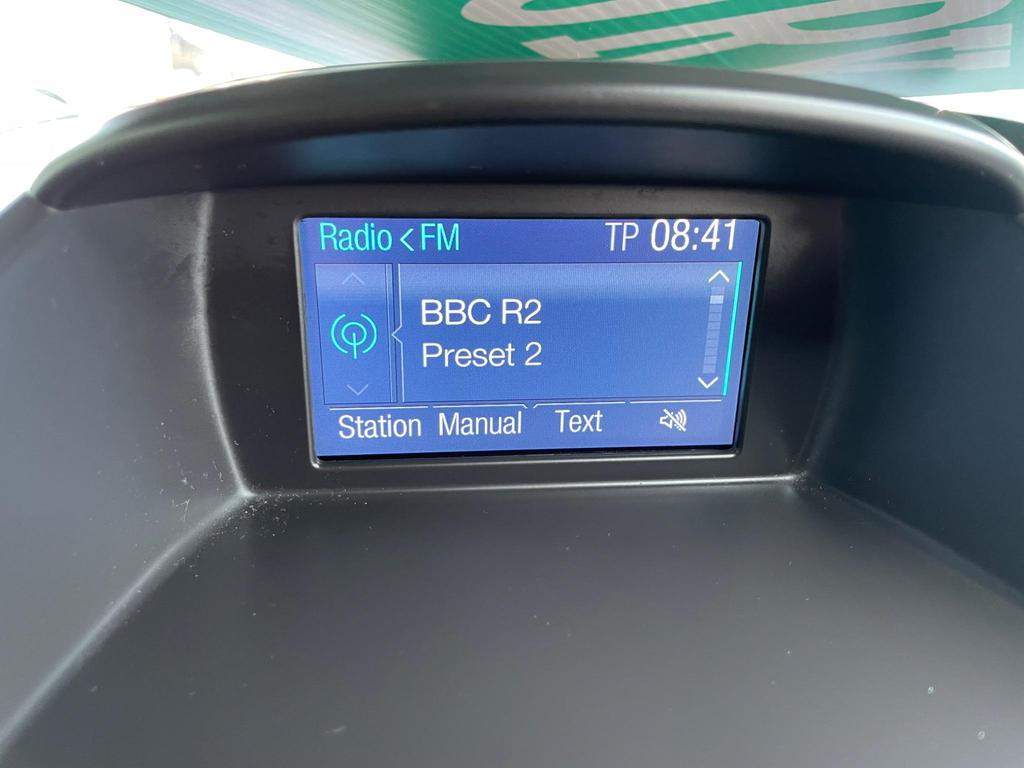 Radio < FM TP 08:41
BBC R2
Preset 2
Station Manual Text